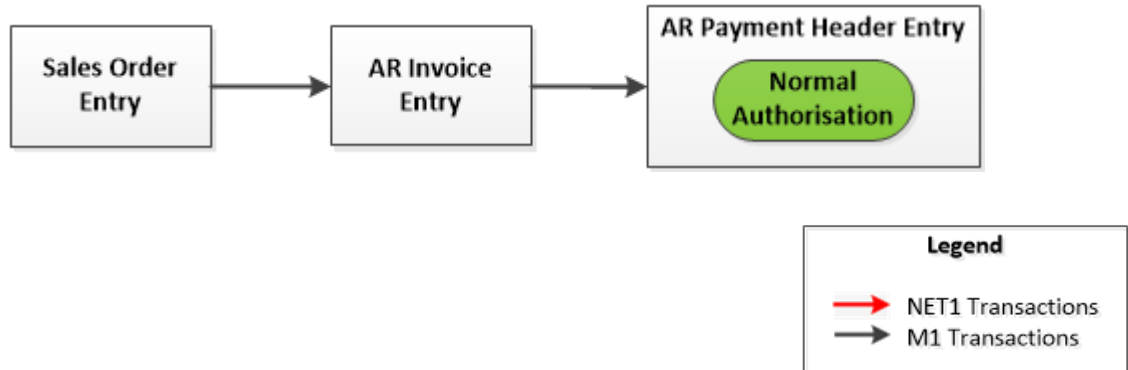 Sales Order
Entry
AR Invoice
Entry
AR Payment Header Entry
Normal
Authorisation
Legend
NET1 Transactions
M1 Transactions